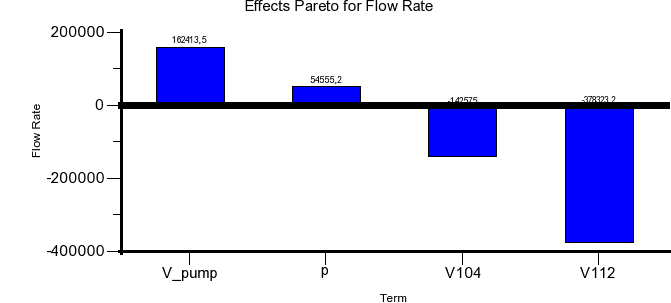 Effects Pareto for Flow Rate
200000
0
-200000
-400000
Flow Rate
162413,5
54555,2
-142575
-378323,2
V_pump
p
V104
V112
Term